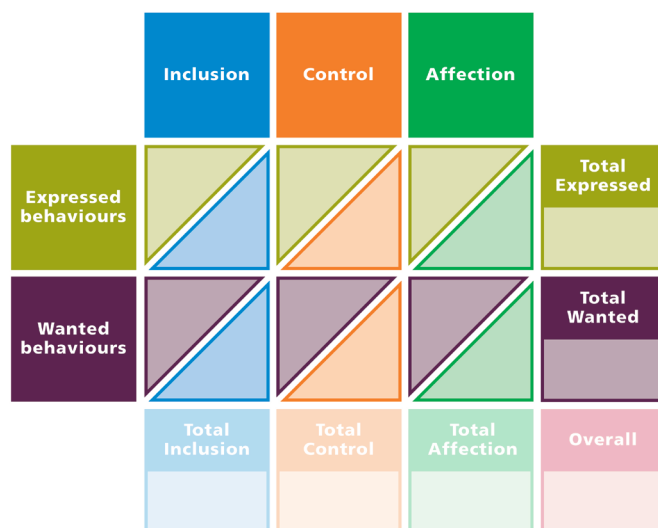 Inclusion
Control
Affection
Expressed
behaviours
Total
Expressed
Wanted
behaviours
Total
Wanted
Total
Inclusion
Total
Control
Total
Affection
Overall